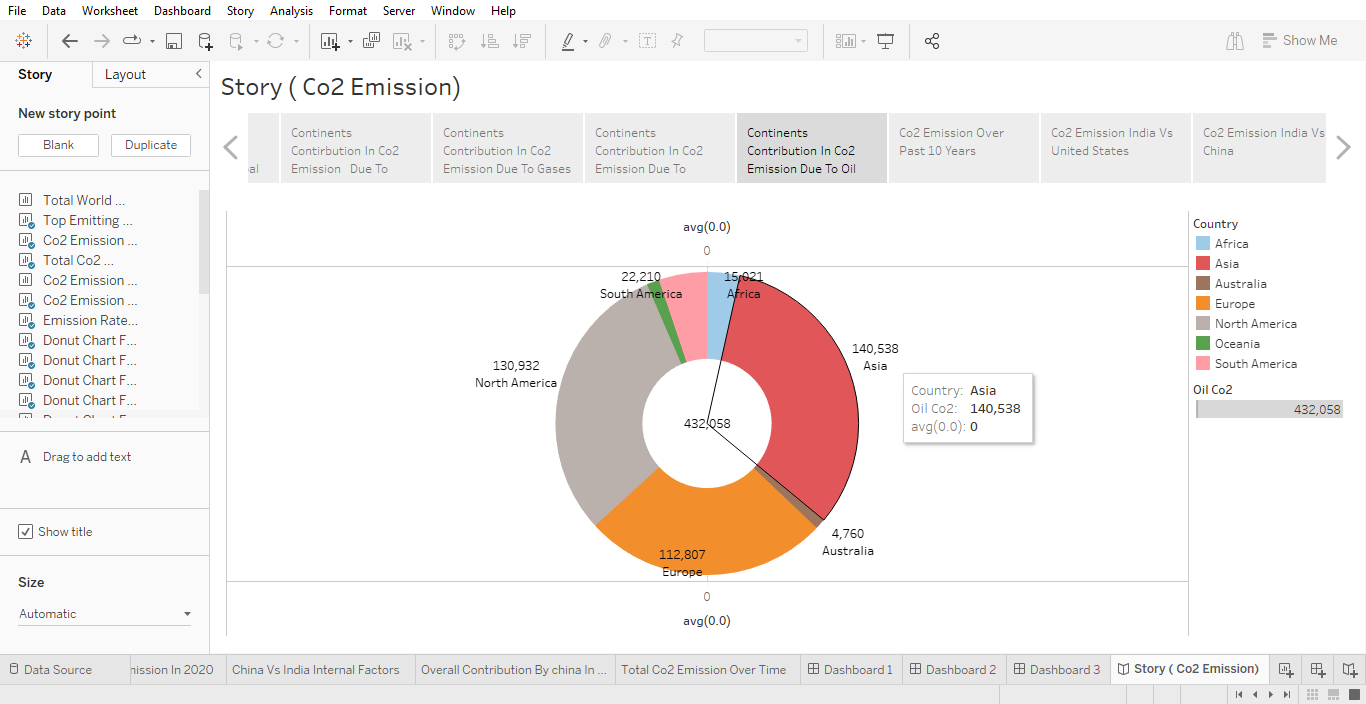 File Data Worksheet Dashboard Story Analysis Format Server Window Help
Show Me
Story Layout
New story point
Blank Duplicate
Total World ...
Top Emitting ...
Co2 Emission ...
Total Co2 ...
Co2 Emission ...
Co2 Emission ...
Emission Rate...
Donut Chart F...
Donut Chart F...
Donut Chart F...
Donut Chart F...
A Drag to add text
Show title
Size
Automatic
Story ( Co2 Emission)
al
Continents
Contirbution In Co2
Emission Due To
Continents
Contribution In Co2
Emission Due To Gases
Continents
Contribution In Co2
Emission Due To
Continents
Contribution In Co2
Emission Due To Oil
Co2 Emission Over
Past 10 Years
Co2 Emission India Vs
United States
Co2 Emission India Vs
China
avg(0.0)
0
22,210
South America
15,021
Africa
140,538
Asia
130,932
North America
432,058
4,760
Australia
112,807
Europe
0
avg(0.0)
Country: Asia
Oil Co2: 140,538
avg(0.0): 0
Country
Africa
Asia
Australia
Europe
North America
Oceania
South America
Oil Co2
432,058
Data Source nission In 2020 China Vs India Internal Factors Overall Contribution By china In ... Total Co2 Emission Over Time Dashboard 1 Dashboard 2 Dashboard 3 Story ( Co2 Emission)